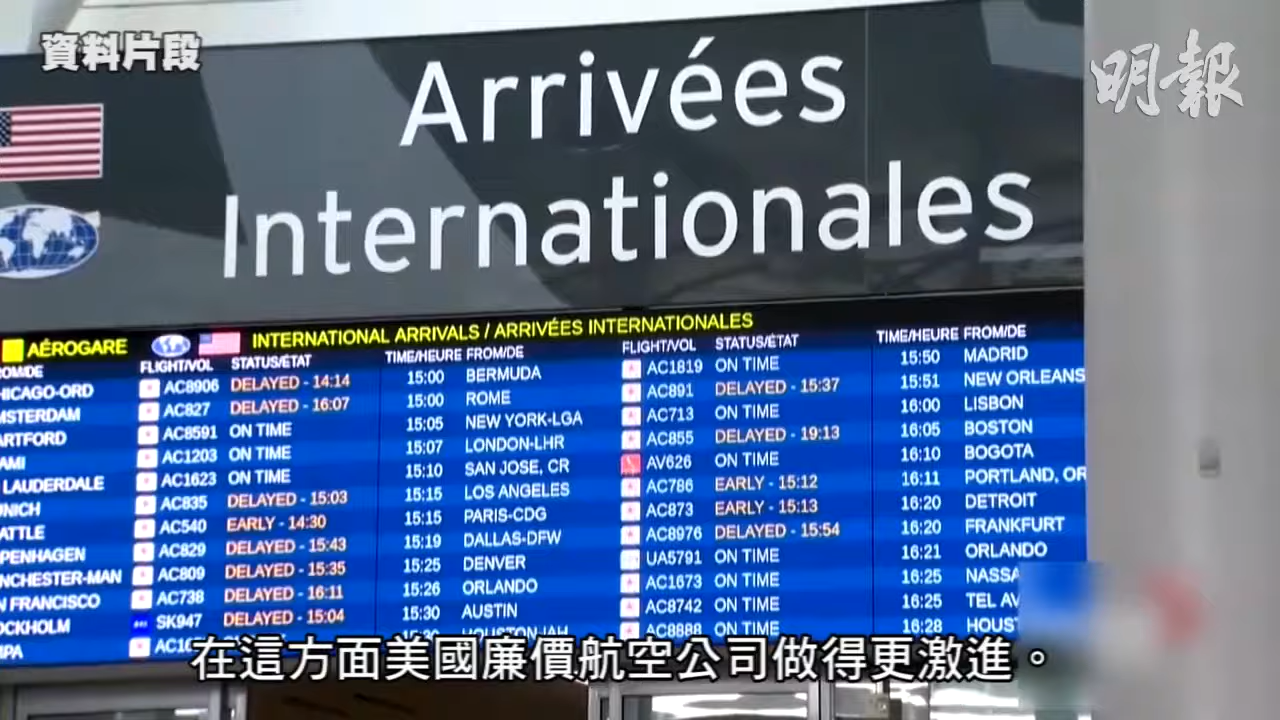 資料片段
明報
Arrivées
Internationales
AÉROGARE INTERNATIONAL ARRIVALS / ARRIVÉES INTERNATIONALES
FLIGHT/VOL STATUS/ÉTAT TIME/HEURE FROM/DE FLIGHT/VOL STATUS/ÉTAT TIME/HEURE FROM/DE
AC8906 DELAYED - 14:14 15:00 BERMUDA AC1819 ON TIME 15:50 MADRID
AC827 DELAYED - 16:07 15:00 ROME AC891 DELAYED - 15:37 15:51 NEW ORLEANS
AC8591 ON TIME 15:05 NEW YORK-LGA AC713 ON TIME 16:00 LISBON
AC1203 ON TIME 15:07 LONDON-LHR AC855 DELAYED - 19:13 16:05 BOSTON
LAUDERDALE AC1623 ON TIME 15:10 SAN JOSE, CR AV626 ON TIME 16:10 BOGOTA
AC835 DELAYED - 15:03 15:15 LOS ANGELES AC786 EARLY - 15:12 16:11 PORTLAND, OR
AC540 EARLY - 14:30 15:15 PARIS-CDG AC873 EARLY - 15:13 16:20 DETROIT
AC829 DELAYED - 15:43 15:19 DALLAS-DFW AC8976 DELAYED - 15:54 16:20 FRANKFURT
AC809 DELAYED - 15:35 15:25 DENVER UA5791 ON TIME 16:21 ORLANDO
FRANCISCO AC738 DELAYED - 16:11 15:26 ORLANDO AC1673 ON TIME 16:25 NASSA
SK947 DELAYED - 15:04 15:30 AUSTIN AC8742 ON TIME 16:25 TEL AV
HOUSTON-IAH AC8888 ON TIME 16:28 HOUST
在這方面美國廉價航空公司做得更激進。